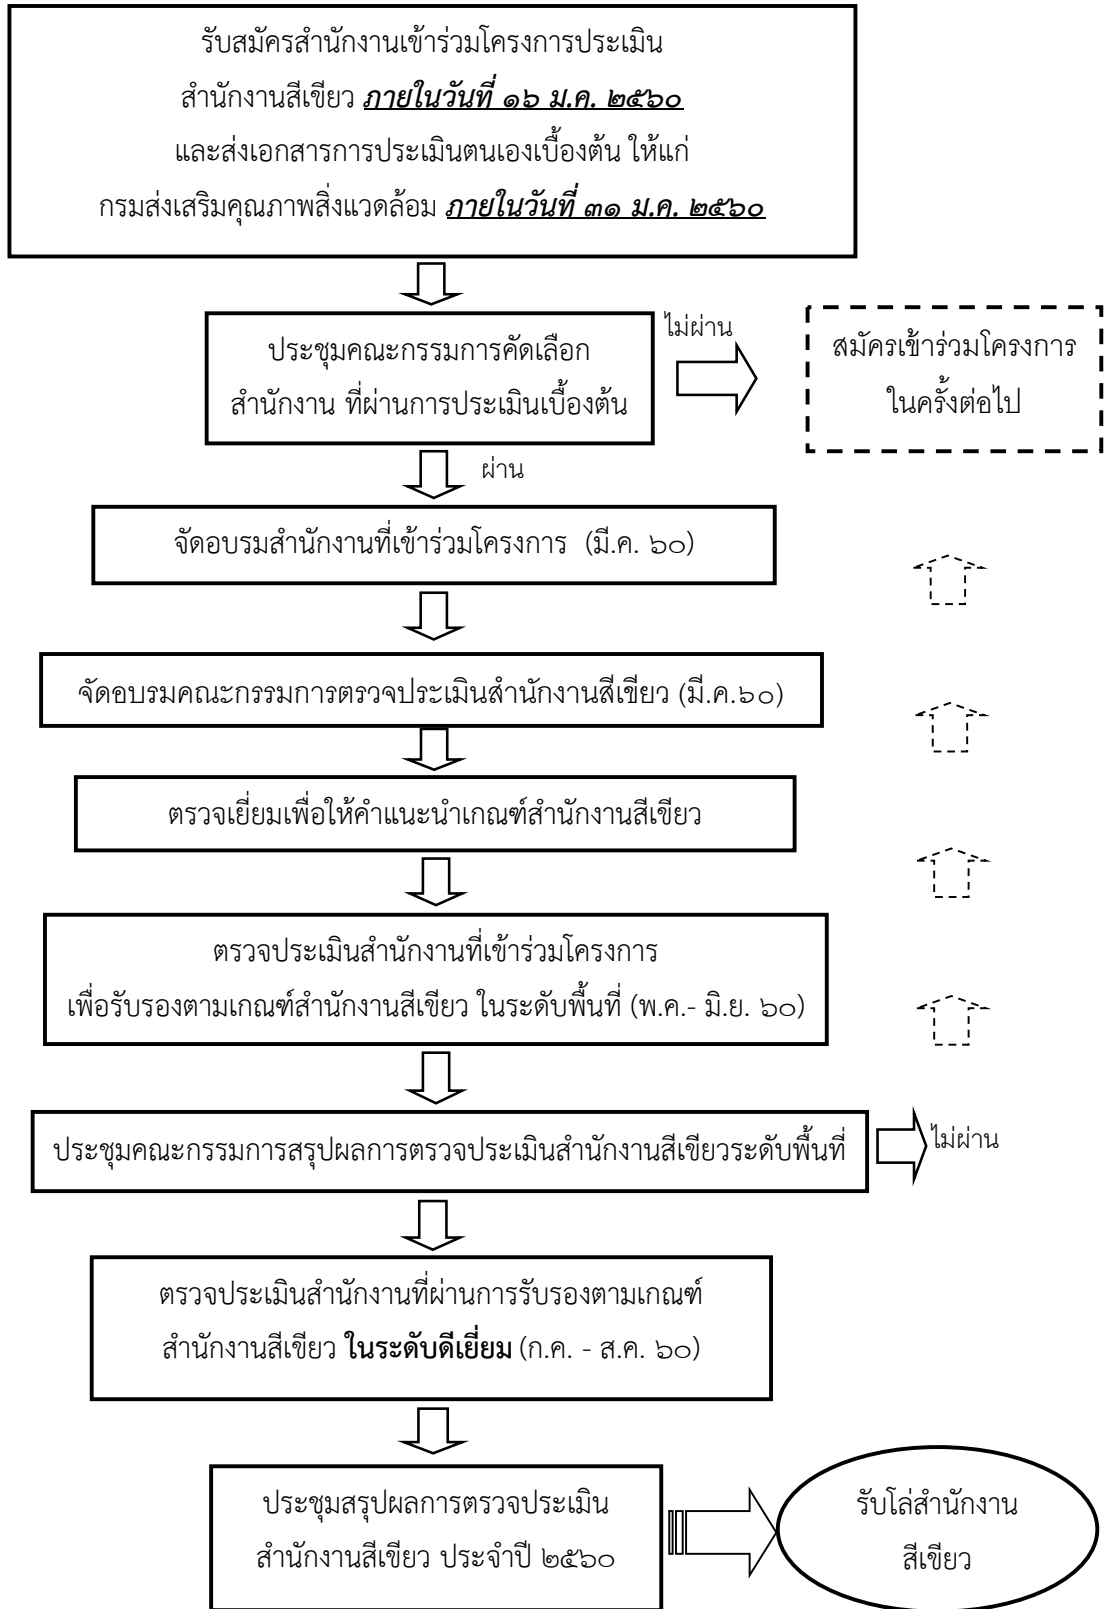 รับสมัครสำนักงานเข้าร่วมโครงการประเมิน
สำนักงานสีเขียว ภายในวันที่ ๑๖ ม.ค. ๒๕๖๐
และส่งเอกสารการประเมินตนเองเบื้องต้น ให้แก่
กรมส่งเสริมคุณภาพสิ่งแวดล้อม ภายในวันที่ ๓๑ ม.ค. ๒๕๖๐
ประชุมคณะกรรมการคัดเลือก
สำนักงาน ที่ผ่านการประเมินเบื้องต้น
ไม่ผ่าน
สมัครเข้าร่วมโครงการ
ในครั้งต่อไป
ผ่าน
จัดอบรมสำนักงานที่เข้าร่วมโครงการ (มี.ค. ๖๐)
จัดอบรมคณะกรรมการตรวจประเมินสำนักงานสีเขียว (มี.ค.๖๐)
ตรวจเยี่ยมเพื่อให้คำแนะนำเกณฑ์สำนักงานสีเขียว
ตรวจประเมินสำนักงานที่เข้าร่วมโครงการ
เพื่อรับรองตามเกณฑ์สำนักงานสีเขียว ในระดับพื้นที่ (พ.ค.- มิ.ย. ๖๐)
ประชุมคณะกรรมการสรุปผลการตรวจประเมินสำนักงานสีเขียวระดับพื้นที่
ไม่ผ่าน
ตรวจประเมินสำนักงานที่ผ่านการรับรองตามเกณฑ์
สำนักงานสีเขียว ในระดับดีเยี่ยม (ก.ค. - ส.ค. ๖๐)
ประชุมสรุปผลการตรวจประเมิน
สำนักงานสีเขียว ประจำปี ๒๕๖๐
รับโล่สำนักงาน
สีเขียว